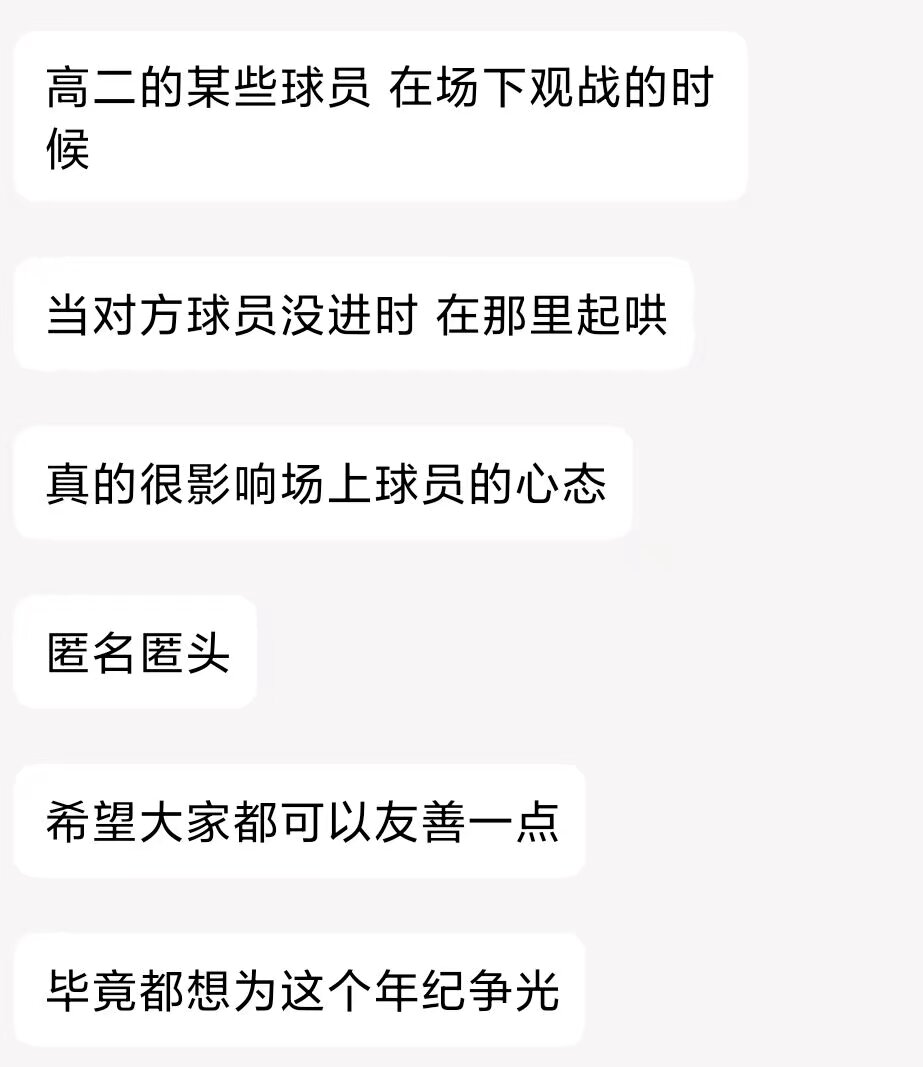 高二的某些球员 在场下观战的时
候
当对方球员没进时 在那里起哄
真的很影响场上球员的心态
匿名匿头
希望大家都可以友善一点
毕竟都想为这个年纪争光